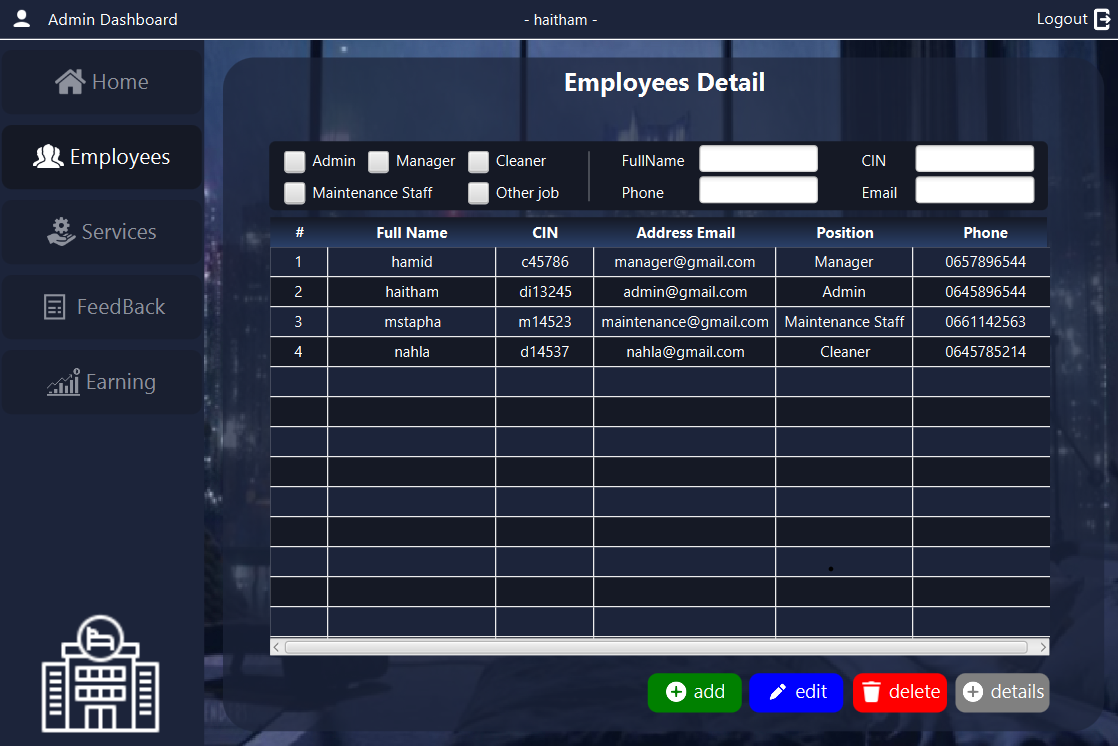 Admin Dashboard - haitham - Logout
Home
Employees
Services
FeedBack
Earning
Employees Detail
Admin Manager Cleaner FullName CIN
Maintenance Staff Other job Phone Email
# Full Name CIN Address Email Position Phone
1 hamid c45786 manager@gmail.com Manager 0657896544
2 haitham di13245 admin@gmail.com Admin 0645896544
3 mstapha m14523 maintenance@gmail.com Maintenance Staff 0661142563
4 nahla d14537 nahla@gmail.com Cleaner 0645785214
add edit delete details